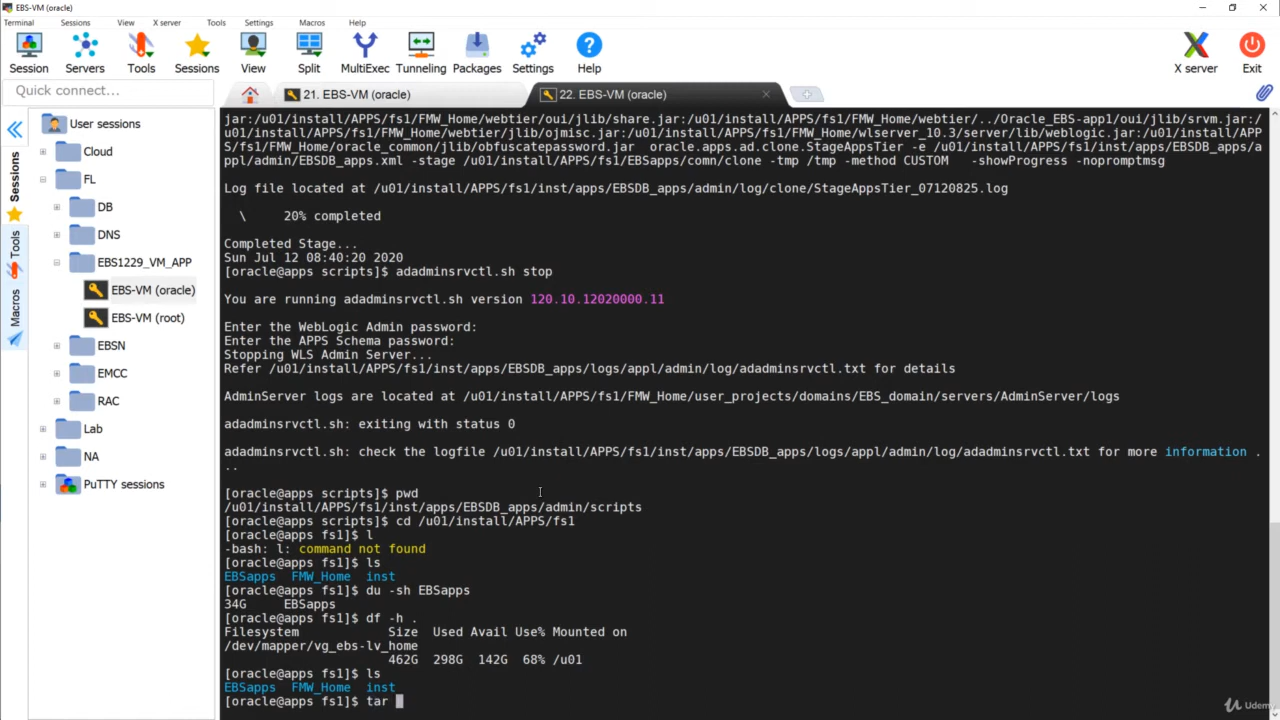 EBS-VM (oracle)
Terminal Sessions View X server Tools Settings Macros Help
Session Servers Tools Sessions View Split MultiExec Tunneling Packages Settings Help X server Exit
Quick connect...
21. EBS-VM (oracle)
22. EBS-VM (oracle)
Sessions
Tools
Macros
User sessions
Cloud
FL
DB
DNS
EBS1229_VM_APP
EBS-VM (oracle)
EBS-VM (root)
EBSN
EMCC
RAC
Lab
NA
PuTTY sessions
jar:/u01/install/APPS/fs1/FMW_Home/webtier/oui/jlib/share.jar:/u01/install/APPS/fs1/FMW_Home/webtier/../Oracle_EBS-app1/oui/jlib/srvm.jar:/
u01/install/APPS/fs1/FMW_Home/webtier/jlib/ojmisc.jar:/u01/install/APPS/fs1/FMW_Home/wlserver_10.3/server/lib/weblogic.jar:/u01/install/APP
S/fs1/FMW_Home/oracle_common/jlib/obfuscatepassword.jar oracle.apps.ad.clone.StageAppsTier -e /u01/install/APPS/fs1/inst/apps/EBSDB_apps/a
ppl/admin/EBSDB_apps.xml -stage /u01/install/APPS/fs1/EBSapps/comn/clone -tmp /tmp -method CUSTOM -showProgress -nopromptmsg
Log file located at /u01/install/APPS/fs1/inst/apps/EBSDB_apps/admin/log/clone/StageAppsTier_07120825.log
\ 20% completed
Completed Stage...
Sun Jul 12 08:40:20 2020
[oracle@apps scripts]$ adadminsrvctl.sh stop
You are running adadminsrvctl.sh version 120.10.12020000.11
Enter the WebLogic Admin password:
Enter the APPS Schema password:
Stopping WLS Admin Server...
Refer /u01/install/APPS/fs1/inst/apps/EBSDB_apps/logs/appl/admin/log/adadminsrvctl.txt for details
AdminServer logs are located at /u01/install/APPS/fs1/FMW_Home/user_projects/domains/EBS_domain/servers/AdminServer/logs
adadminsrvctl.sh: exiting with status 0
adadminsrvctl.sh: check the logfile /u01/install/APPS/fs1/inst/apps/EBSDB_apps/logs/appl/admin/log/adadminsrvctl.txt for more information .
..
[oracle@apps scripts]$ pwd
/u01/install/APPS/fs1/inst/apps/EBSDB_apps/admin/scripts
[oracle@apps scripts]$ cd /u01/install/APPS/fs1
[oracle@apps fs1]$ l
-bash: l: command not found
[oracle@apps fs1]$ ls
EBSapps FMW_Home inst
[oracle@apps fs1]$ du -sh EBSapps
34G EBSapps
[oracle@apps fs1]$ df -h .
Filesystem Size Used Avail Use% Mounted on
/dev/mapper/vg_ebs-lv_home
462G 298G 142G 68% /u01
[oracle@apps fs1]$ ls
EBSapps FMW_Home inst
[oracle@apps fs1]$ tar
Udemy